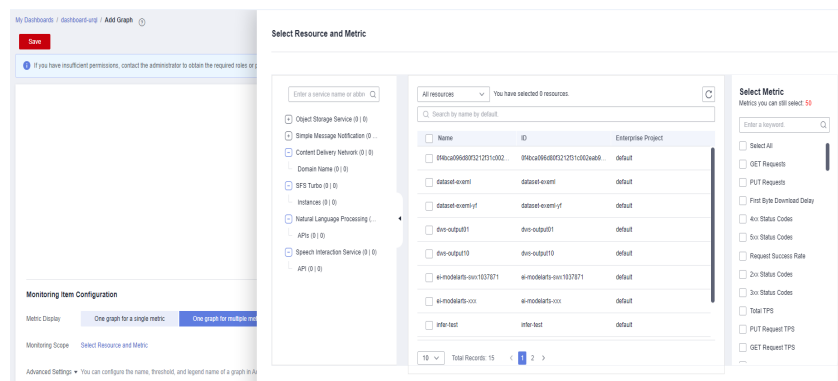 My Dashboards / dashboard-urql / Add Graph
Save
If you have insufficient permissions, contact the administrator to obtain the required roles or
Monitoring Item Configuration
Metric Display One graph for a single metric One graph for multiple
Monitoring Scope Select Resource and Metric
Advanced Settings You can configure the name, threshold, and legend name of a graph in
Select Resource and Metric
Enter a service name or
Object Storage Service (0 | 0)
Simple Message Notification (0 ...
Content Delivery Network (0 | 0)
Domain Name (0 | 0)
SFS Turbo (0 | 0)
Instances (0 | 0)
Natural Language Processing (...
APIs (0 | 0)
Speech Interaction Service (0 | 0)
API (0 | 0)
All resources You have selected 0 resources.
Search by name by default.
Name ID Enterprise Project
0f4bca096d80f3212f31c002... 0f4bca096d80f3212f31c002eab9... default
dataset-exeml dataset-exeml default
dataset-exeml-yf dataset-exeml-yf default
dws-output01 dws-output01 default
dws-output10 dws-output10 default
ei-modelarts-swx1037871 ei-modelarts-swx1037871 default
ei-modelarts-xxx ei-modelarts-xxx default
infer-test infer-test default
10 Total Records: 15 < 1 2 >
Select Metric
Metrics you can still select: 50
Enter a keyword.
Select All
GET Requests
PUT Requests
First Byte Download Delay
4xx Status Codes
5xx Status Codes
Request Success Rate
2xx Status Codes
3xx Status Codes
Total TPS
PUT Request TPS
GET Request TPS